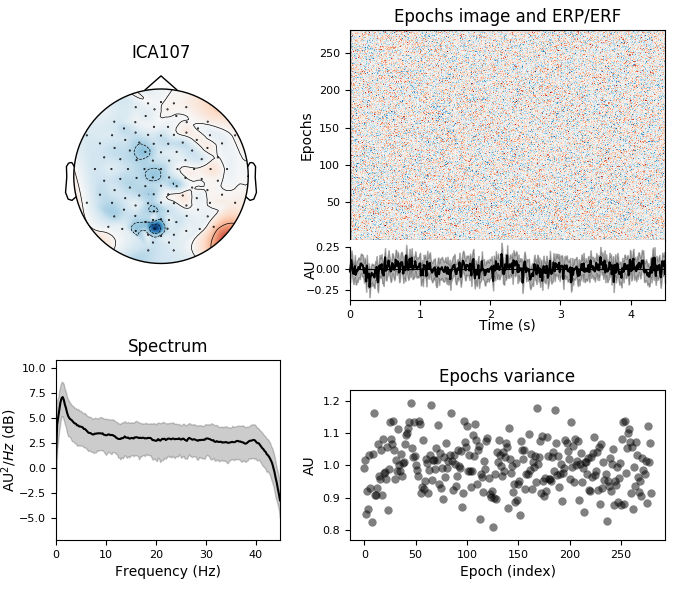 ICA107
Epochs image and ERP/ERF
Epochs
250
200
150
100
50
AU
0.25
0.00
−0.25
0 1 2 3 4
Time (s)
Spectrum
AU²/Hz (dB)
10.0
7.5
5.0
2.5
0.0
−2.5
−5.0
0 10 20 30 40
Frequency (Hz)
Epochs variance
AU
1.2
1.1
1.0
0.9
0.8
0 50 100 150 200 250
Epoch (index)